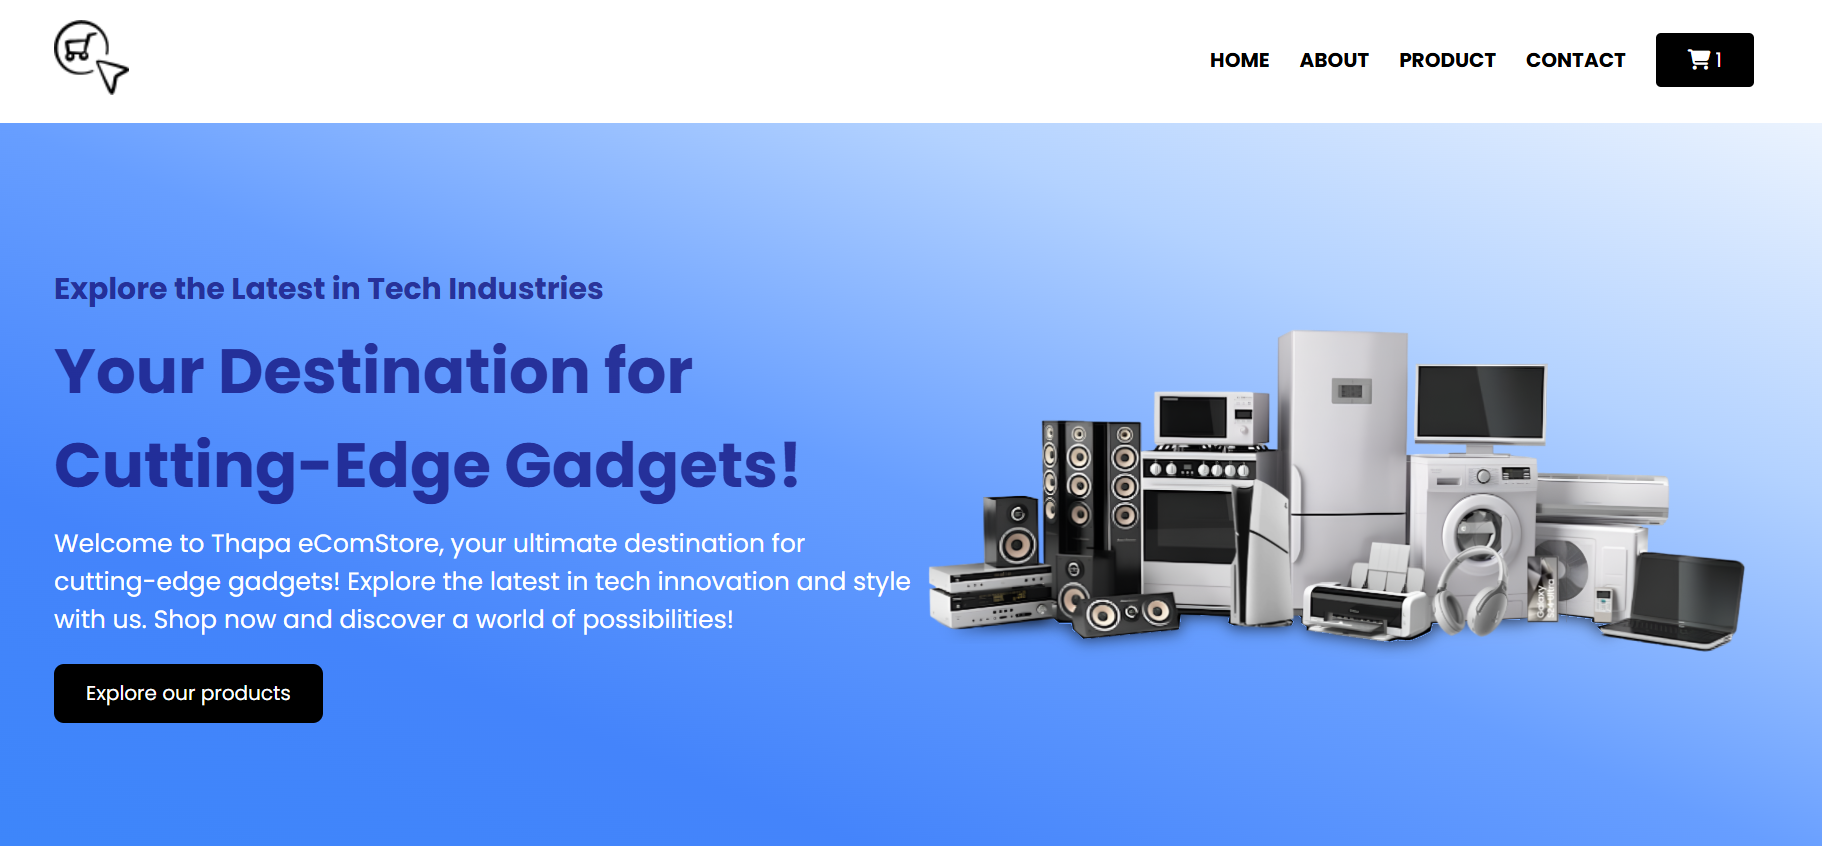 HOME ABOUT PRODUCT CONTACT 1
Explore the Latest in Tech Industries
Your Destination for
Cutting-Edge Gadgets!
Welcome to Thapa eComStore, your ultimate destination for
cutting-edge gadgets! Explore the latest in tech innovation and style
with us. Shop now and discover a world of possibilities!
Explore our products
Galaxy